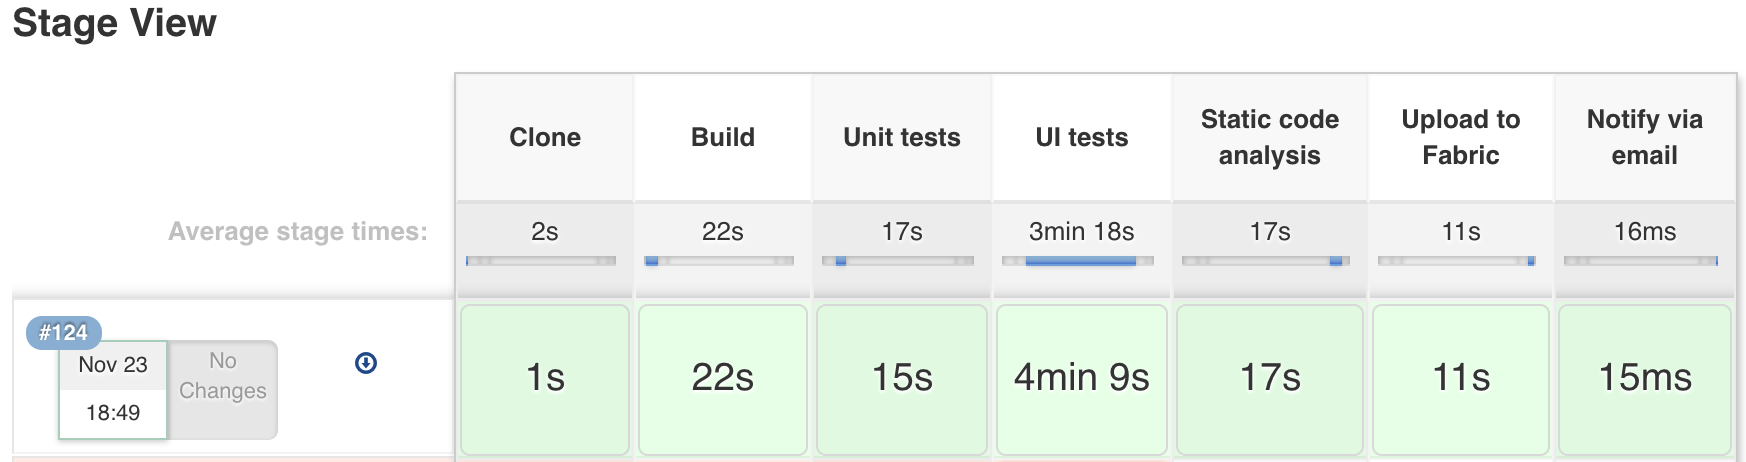 Stage View
Clone
Build
Unit tests
UI tests
Static code
analysis
Upload to
Fabric
Notify via
email
Average stage times:
2s
22s
17s
3min 18s
17s
11s
16ms
#124
Nov 23
18:49
No
Changes
1s
22s
15s
4min 9s
17s
11s
15ms